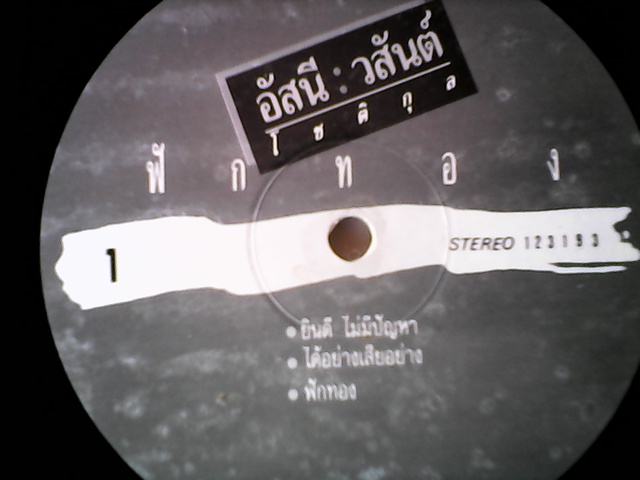 อัสนี : วสันต์
โชติกุล
ฟักทอง
1
STEREO 123193
• ยินดี ไม่มีปัญหา
• ได้อย่างเสียอย่าง
• ฟักทอง